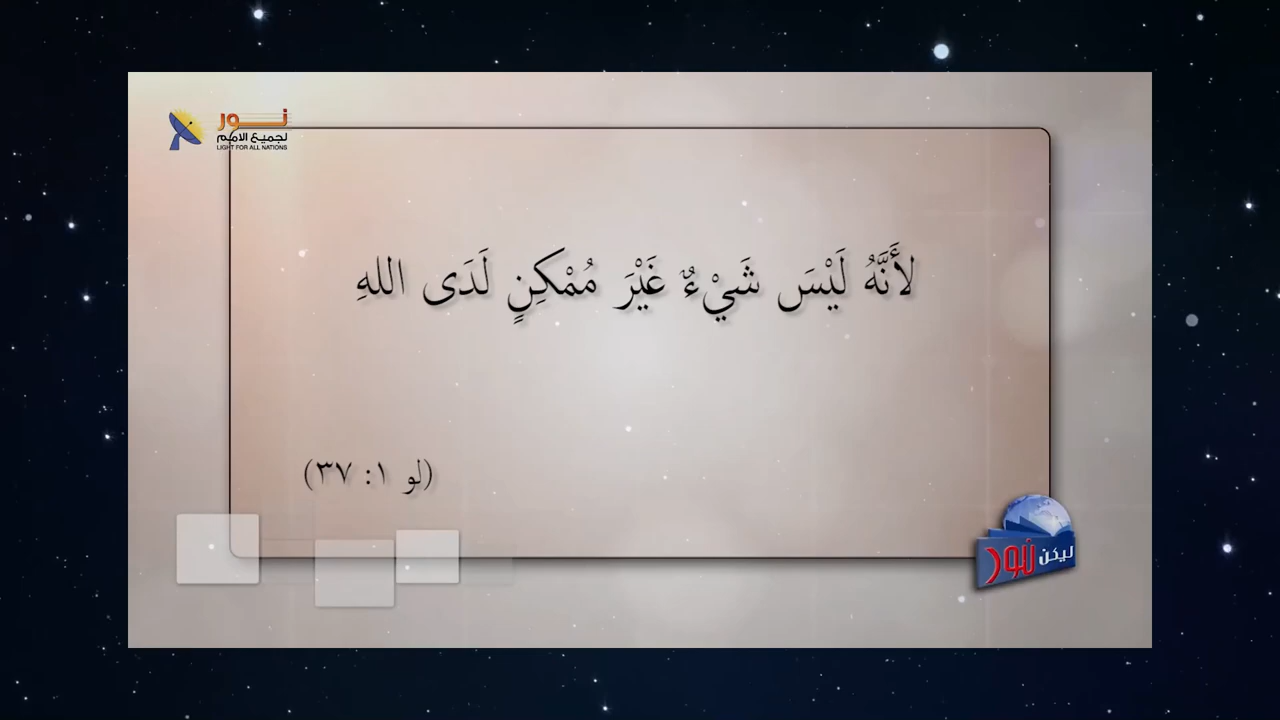 نور
لجميع الامم
LIGHT FOR ALL NATIONS
لأَنَّهُ لَيْسَ شَيْءٌ غَيْرَ مُمْكِنٍ لَدَى اللهِ
(لو ١: ٣٧)
ليكن نور